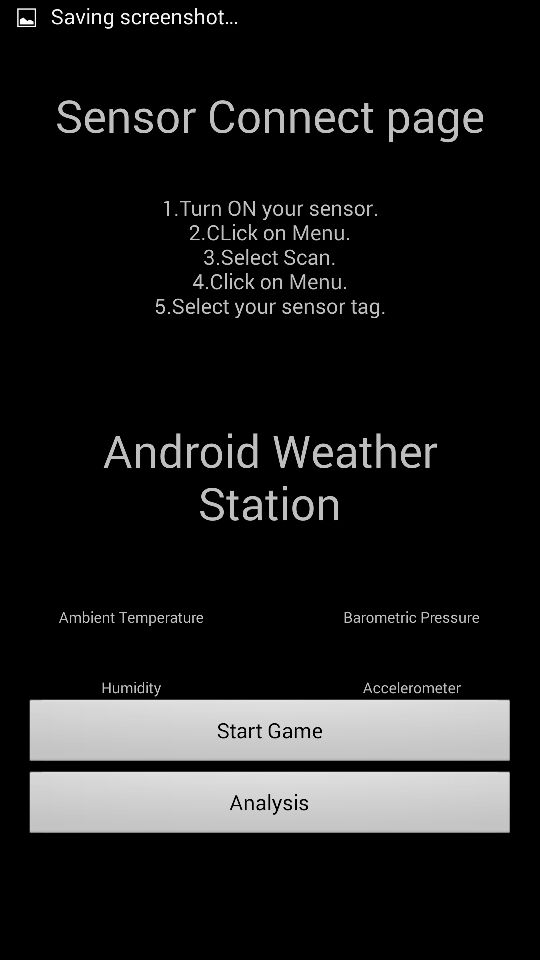 Saving screenshot...
Sensor Connect page
1.Turn ON your sensor.
2.CLick on Menu.
3.Select Scan.
4.Click on Menu.
5.Select your sensor tag.
Android Weather
Station
Ambient Temperature
Barometric Pressure
Humidity
Accelerometer
Start Game
Analysis